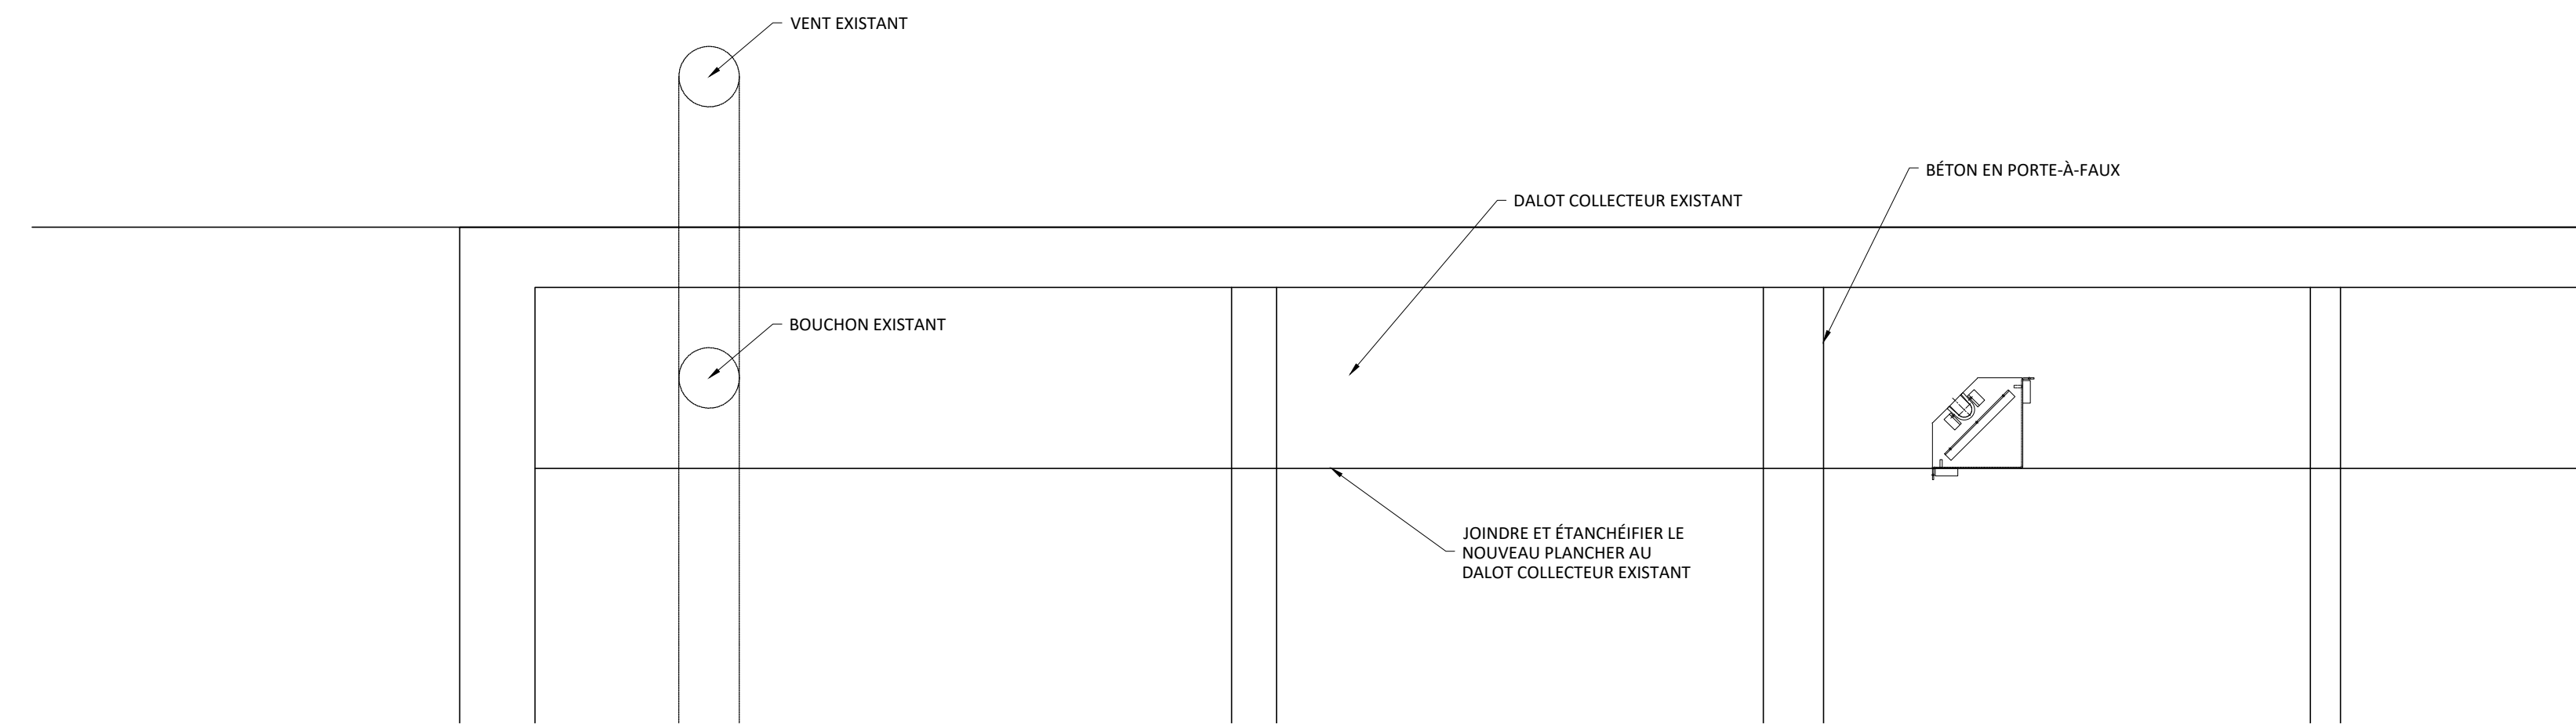 VENT EXISTANT
BÉTON EN PORTE-À-FAUX
DALOT COLLECTEUR EXISTANT
BOUCHON EXISTANT
JOINDRE ET ÉTANCHÉIFIER LE
NOUVEAU PLANCHER AU
DALOT COLLECTEUR EXISTANT